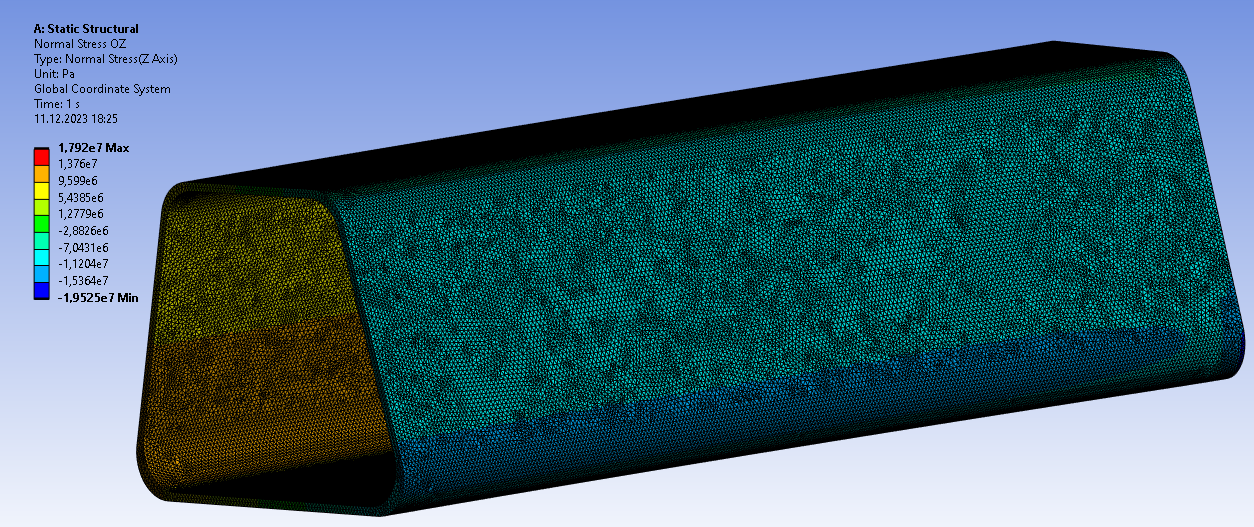 A: Static Structural
Normal Stress OZ
Type: Normal Stress(Z Axis)
Unit: Pa
Global Coordinate System
Time: 1 s
11.12.2023 18:25
1,792e7 Max
1,376e7
9,599e6
5,4385e6
1,2779e6
-2,8826e6
-7,0431e6
-1,1204e7
-1,5364e7
-1,9525e7 Min